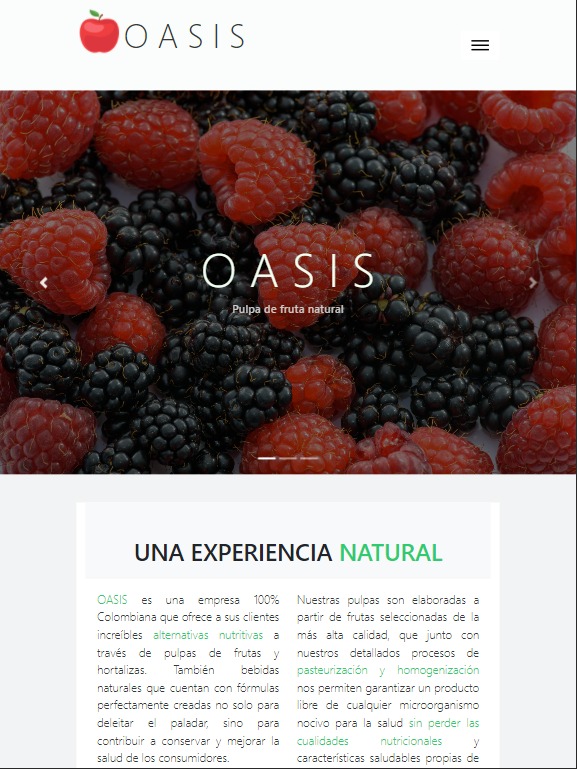 OASIS
OASIS
Pulpa de fruta natural
UNA EXPERIENCIA NATURAL
OASIS es una empresa 100%
Colombiana que ofrece a sus clientes
increíbles alternativas nutritivas a
través de pulpas de frutas y
hortalizas. También bebidas
naturales que cuentan con fórmulas
perfectamente creadas no solo para
deleitar el paladar, sino para
contribuir a conservar y mejorar la
salud de los consumidores.
Nuestras pulpas son elaboradas a
partir de frutas seleccionadas de la
más alta calidad, que junto con
nuestros detallados procesos de
pasteurización y homogenización
nos permiten garantizar un producto
libre de cualquier microorganismo
nocivo para la salud sin perder las
cualidades nutricionales y
características saludables propias de